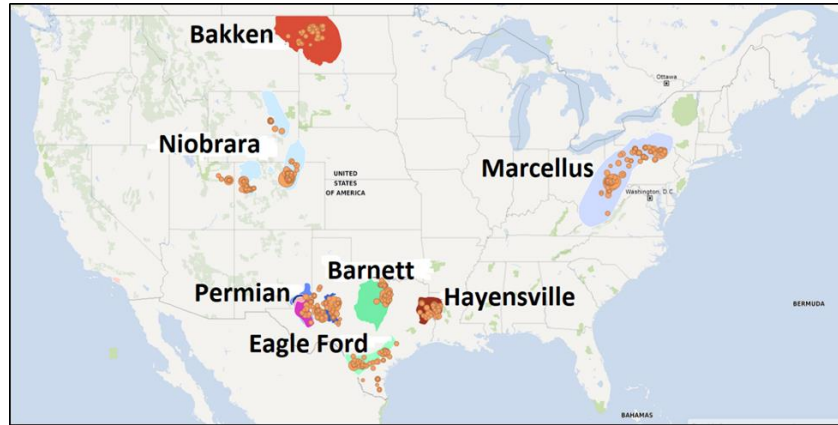 Bakken
Ottawa
Niobrara
Marcellus
UNITED
STATES
OF AMERICA
Washington, D.C.
Barnett
Permian
Hayensville
BERMUDA
Eagle Ford
BAHAMAS